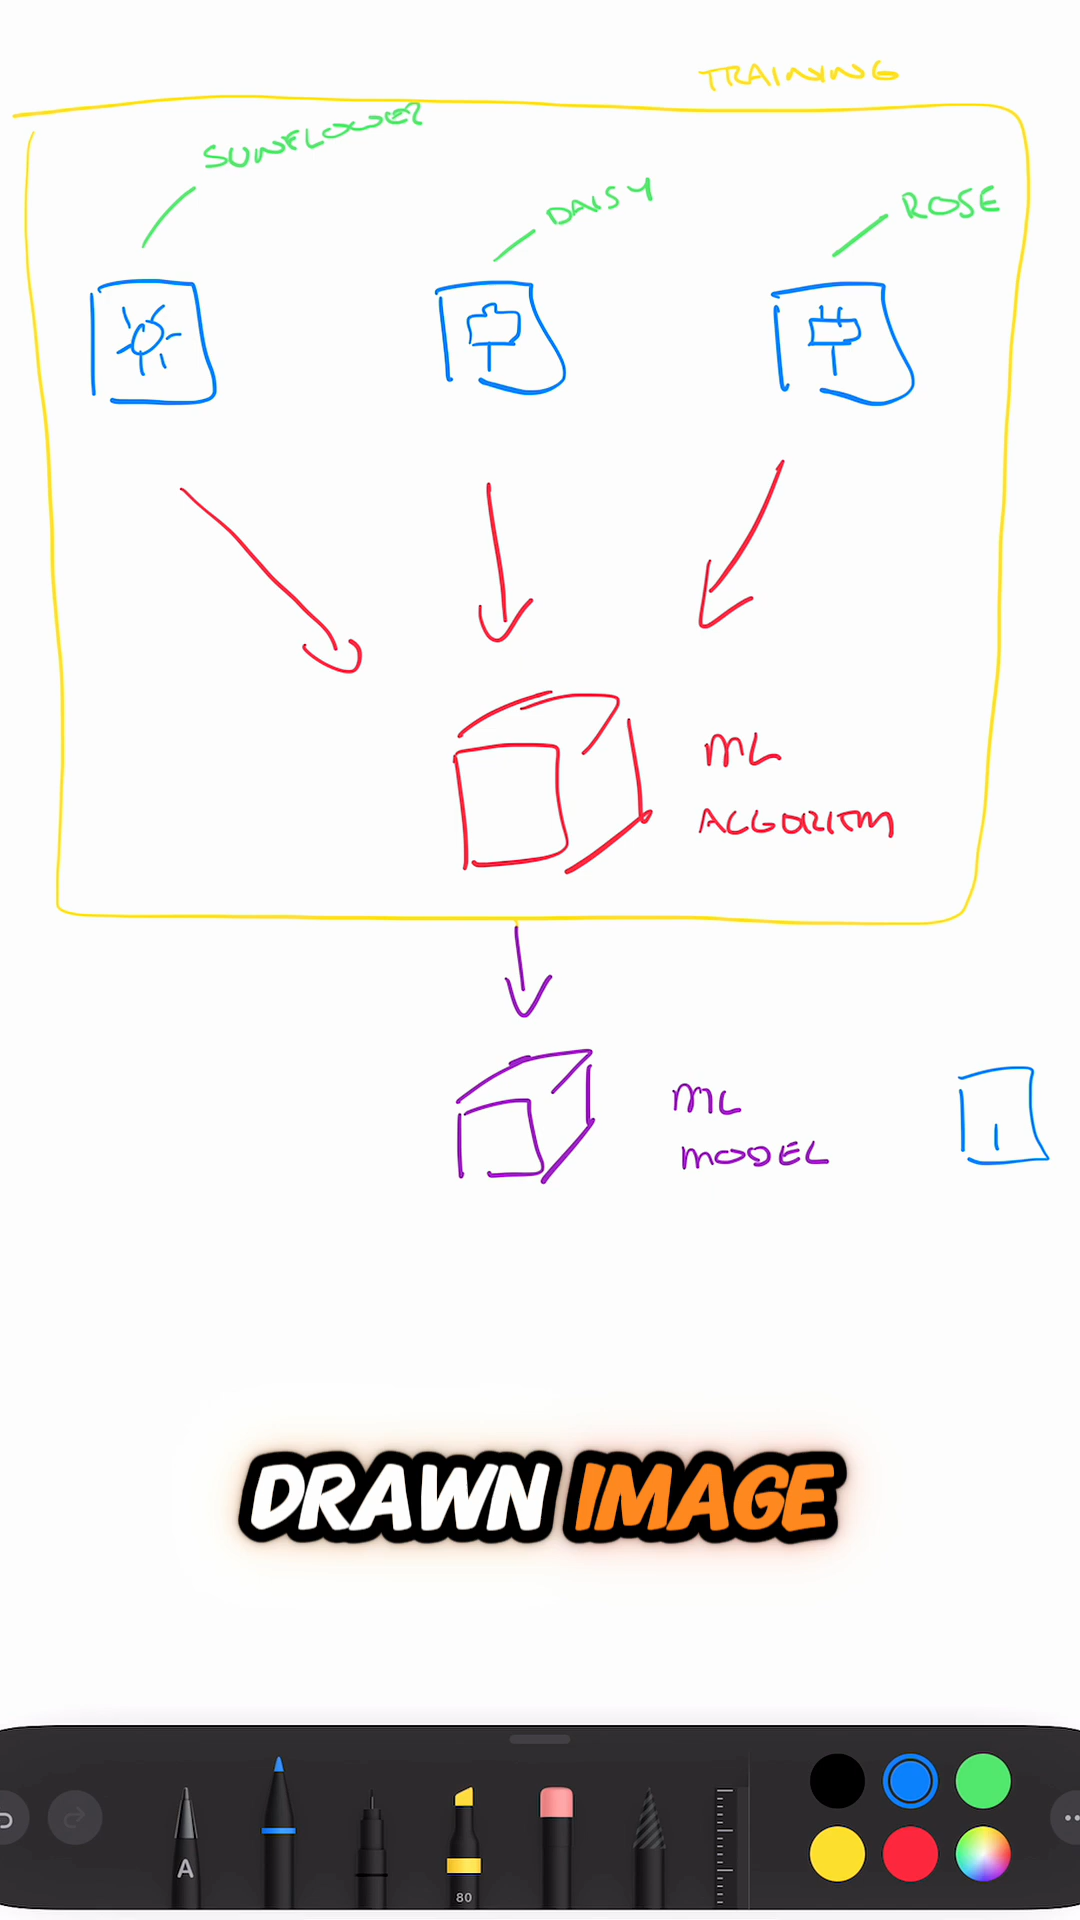 TRAINING
SUNFLOWER
DAISY
ROSE
ML
ALGORITM
ML
MODEL
DRAWN IMAGE
A
80